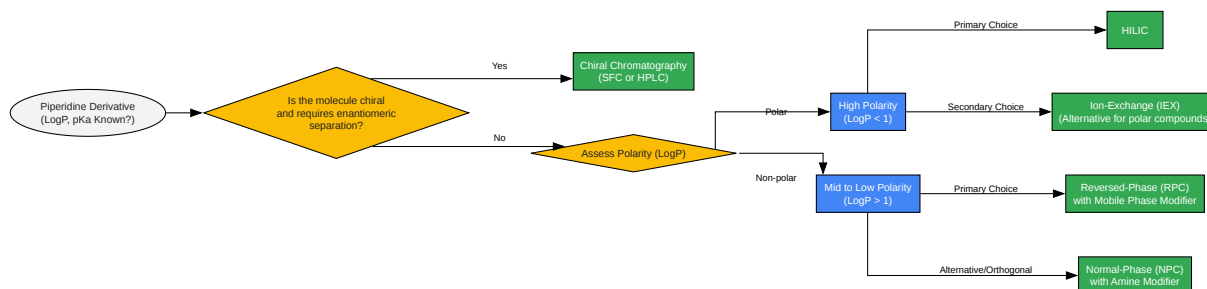 Piperidine Derivative
(LogP, pKa Known?)
Is the molecule chiral
and requires enantiomeric
separation?
Yes
Chiral Chromatography
(SFC or HPLC)
No
Assess Polarity (LogP)
Polar
High Polarity
(LogP < 1)
Primary Choice
HILIC
Secondary Choice
Ion-Exchange (IEX)
(Alternative for polar compounds
Non-polar
Mid to Low Polarity
(LogP > 1)
Primary Choice
Reversed-Phase (RPC)
with Mobile Phase Modifier
Alternative/Orthogonal
Normal-Phase (NPC)
with Amine Modifier